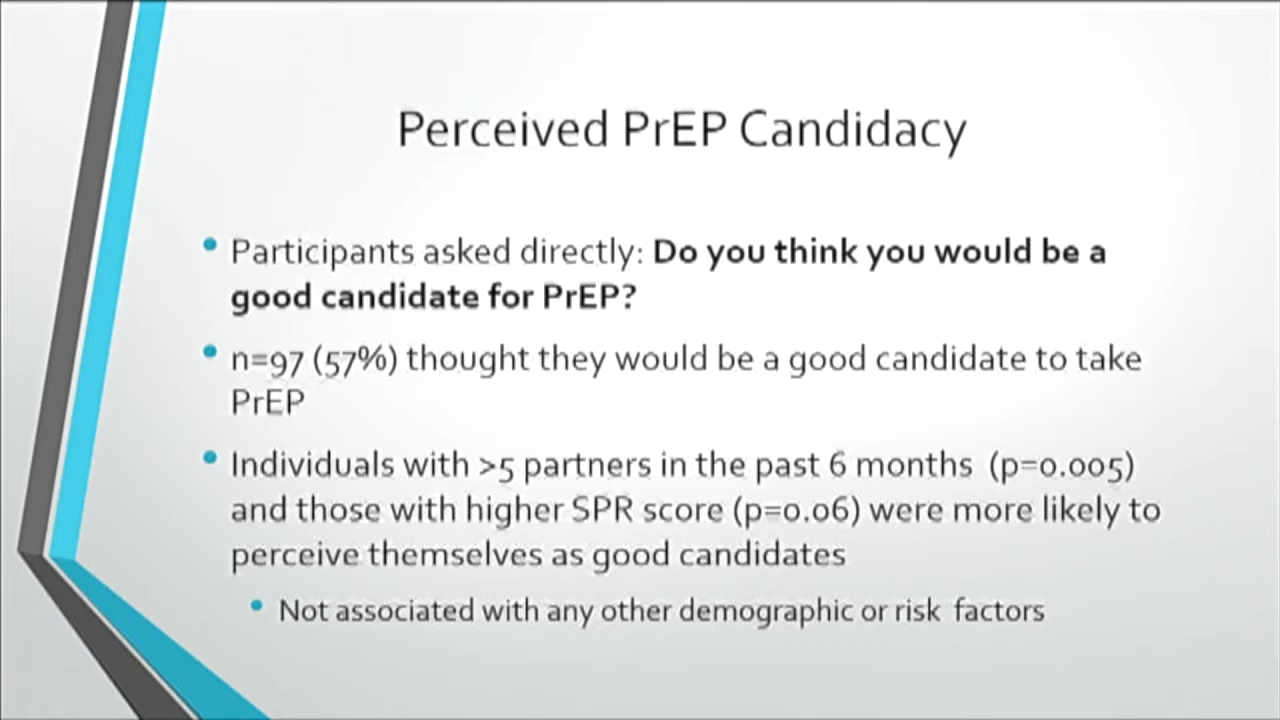 Perceived PrEP Candidacy
• Participants asked directly: Do you think you would be a
good candidate for PrEP?
• n=97 (57%) thought they would be a good candidate to take
PrEP
• Individuals with >5 partners in the past 6 months (p=0.005)
and those with higher SPR score (p=0.06) were more likely to
perceive themselves as good candidates
• Not associated with any other demographic or risk factors